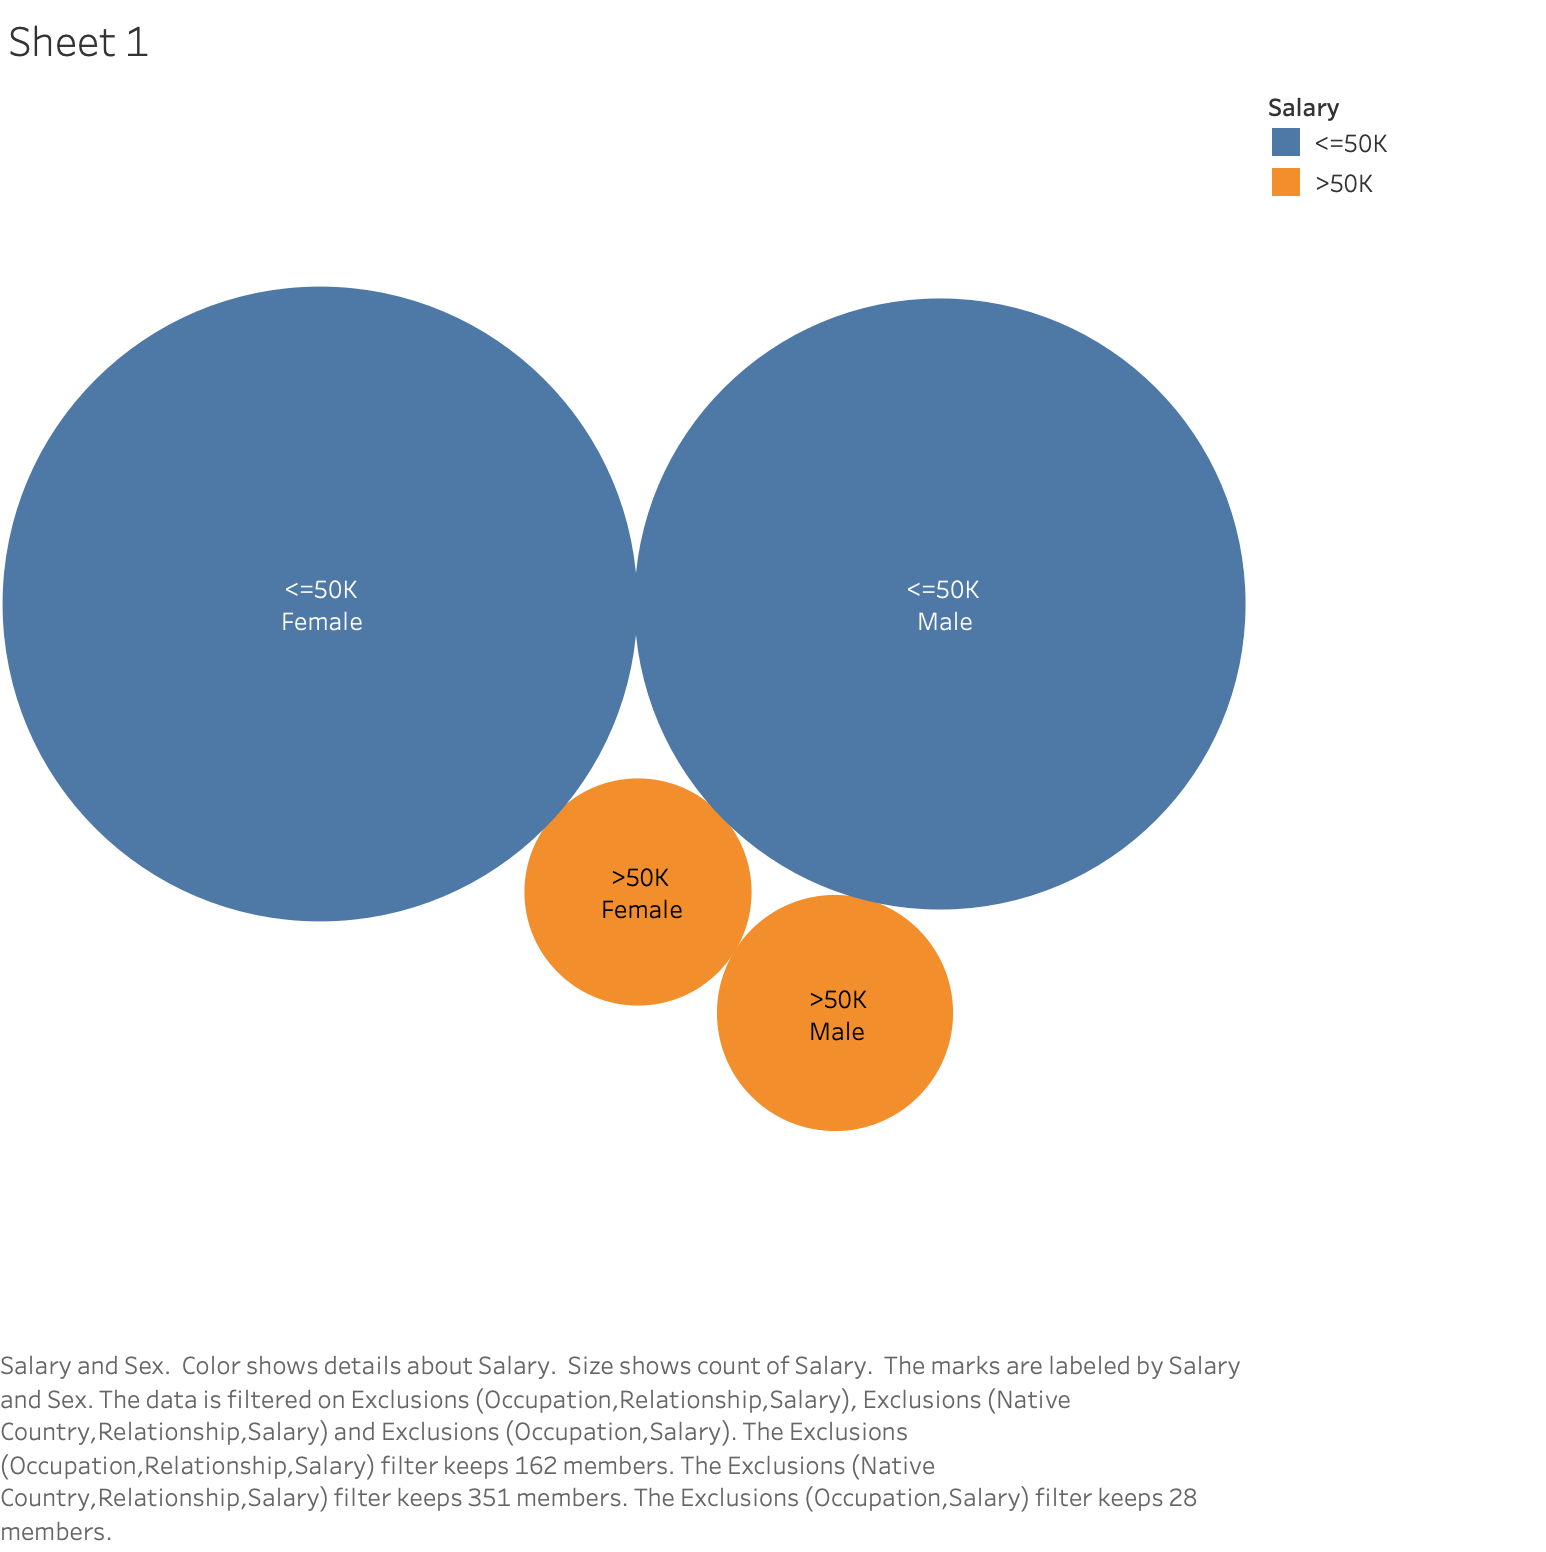 Sheet 1
Salary
<=50K
>50K
<=50K
Female
<=50K
Male
>50K
Female
>50K
Male
Salary and Sex.  Color shows details about Salary.  Size shows count of Salary.  The marks are labeled by Salary
and Sex. The data is filtered on Exclusions (Occupation,Relationship,Salary), Exclusions (Native
Country,Relationship,Salary) and Exclusions (Occupation,Salary). The Exclusions
(Occupation,Relationship,Salary) filter keeps 162 members. The Exclusions (Native
Country,Relationship,Salary) filter keeps 351 members. The Exclusions (Occupation,Salary) filter keeps 28
members.